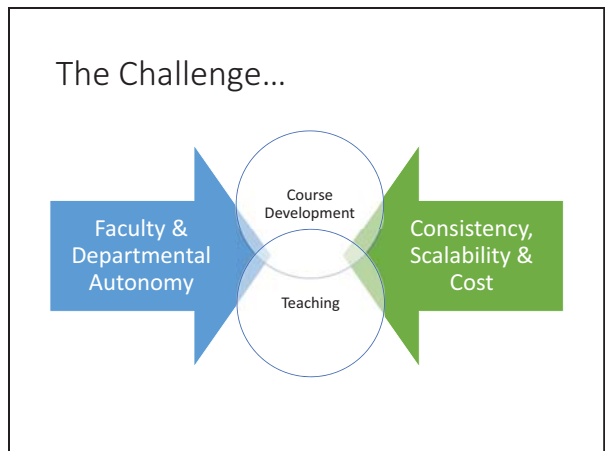 The Challenge...
Course
Development
Faculty &
Departmental
Autonomy
Consistency,
Scalability &
Cost
Teaching